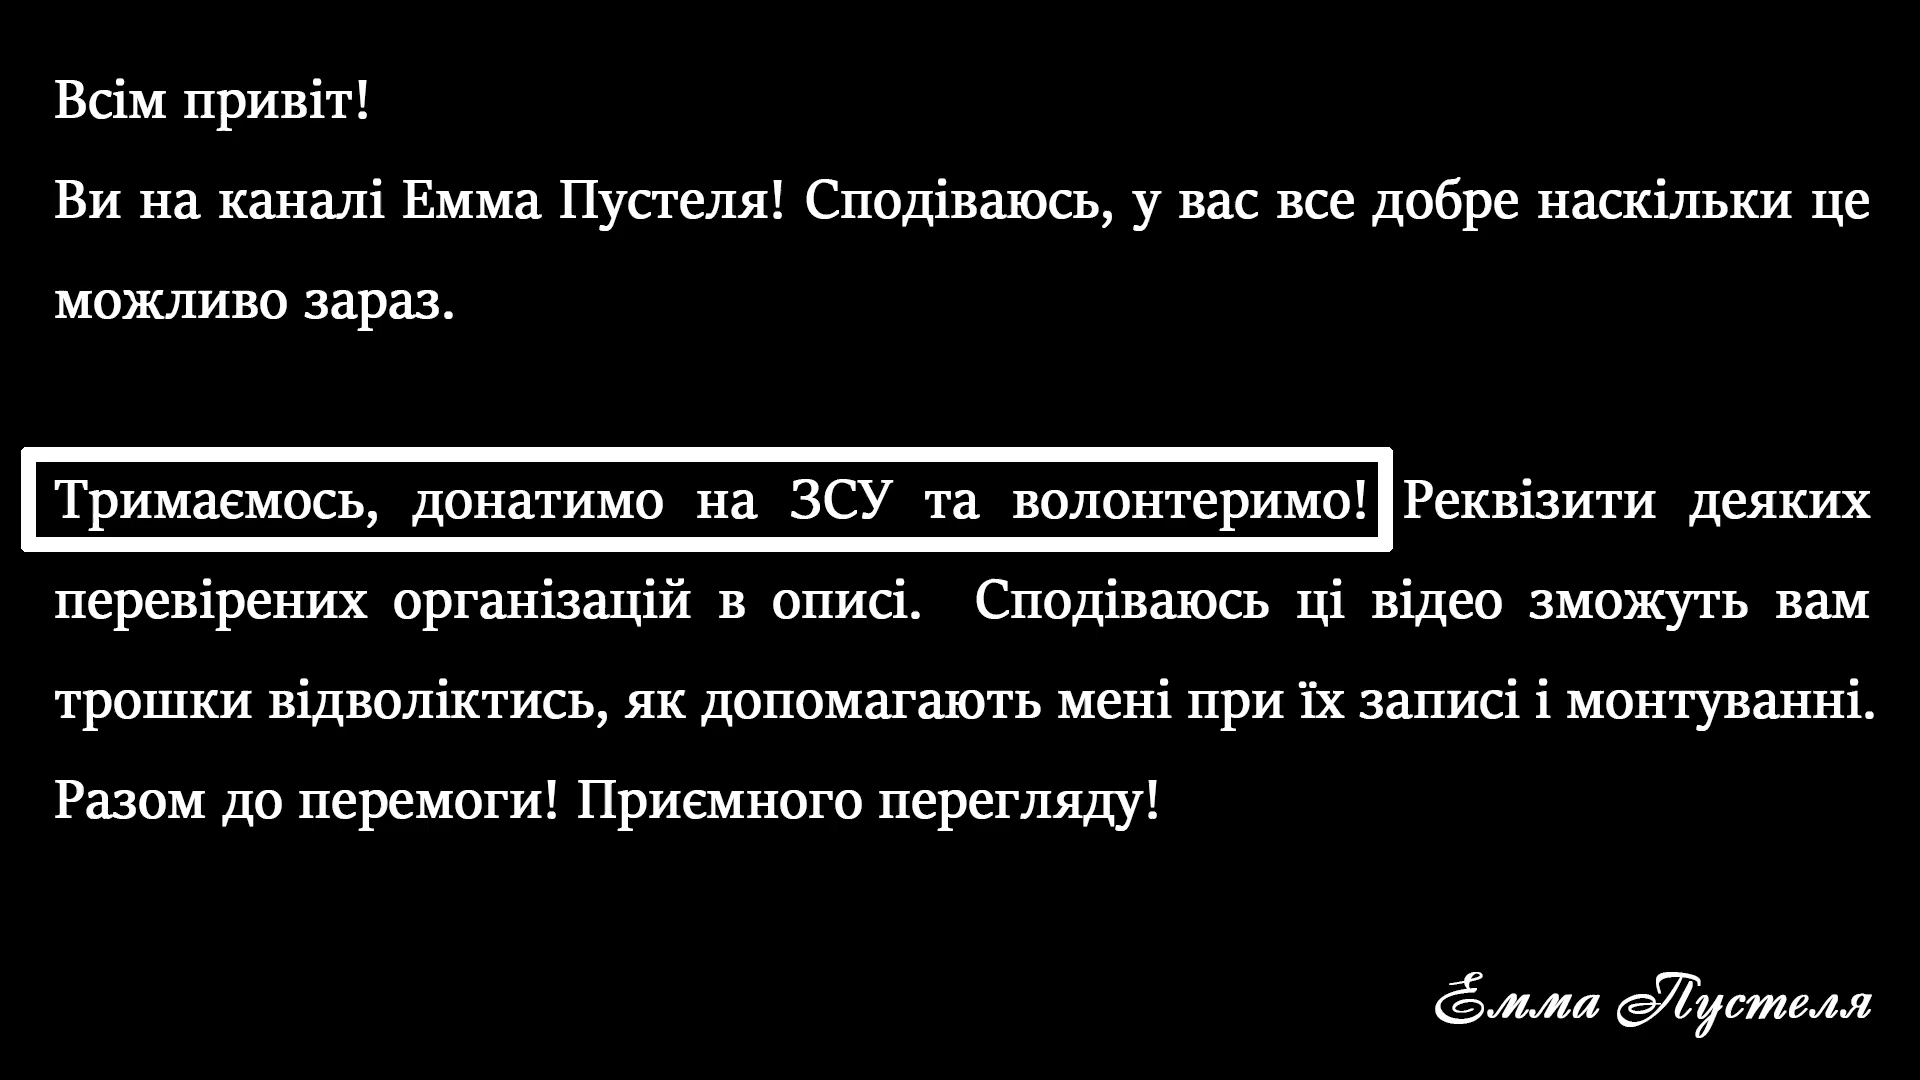 Всім привіт!
Ви на каналі Емма Пустеля! Сподіваюсь, у вас все добре наскільки це
можливо зараз.
Тримаємось, донатимо на ЗСУ та волонтеримо! Реквізити деяких
перевірених організацій в описі. Сподіваюсь ці відео зможуть вам
трошки відволіктись, як допомагають мені при їх записі і монтуванні.
Разом до перемоги! Приємного перегляду!
Емма Пустеля